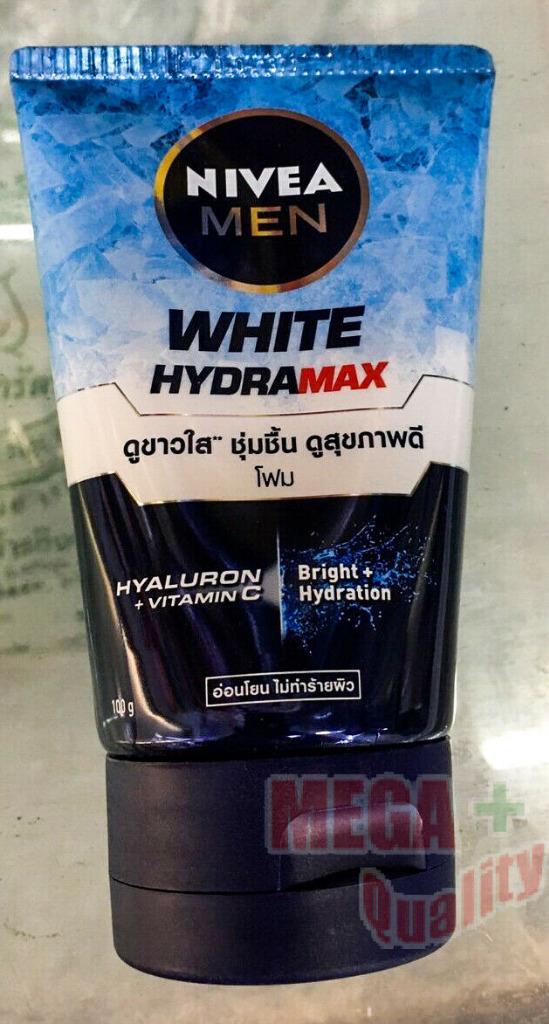 NIVEA
MEN
WHITE
HYDRAMAX
ดูขาวใส¨ ชุ่มชื้น ดูสุขภาพดี
โฟม
HYALURON
+ VITAMIN C
Bright +
Hydration
อ่อนโยน ไม่ทำร้ายผิว
100 g
MEGA +
Quality